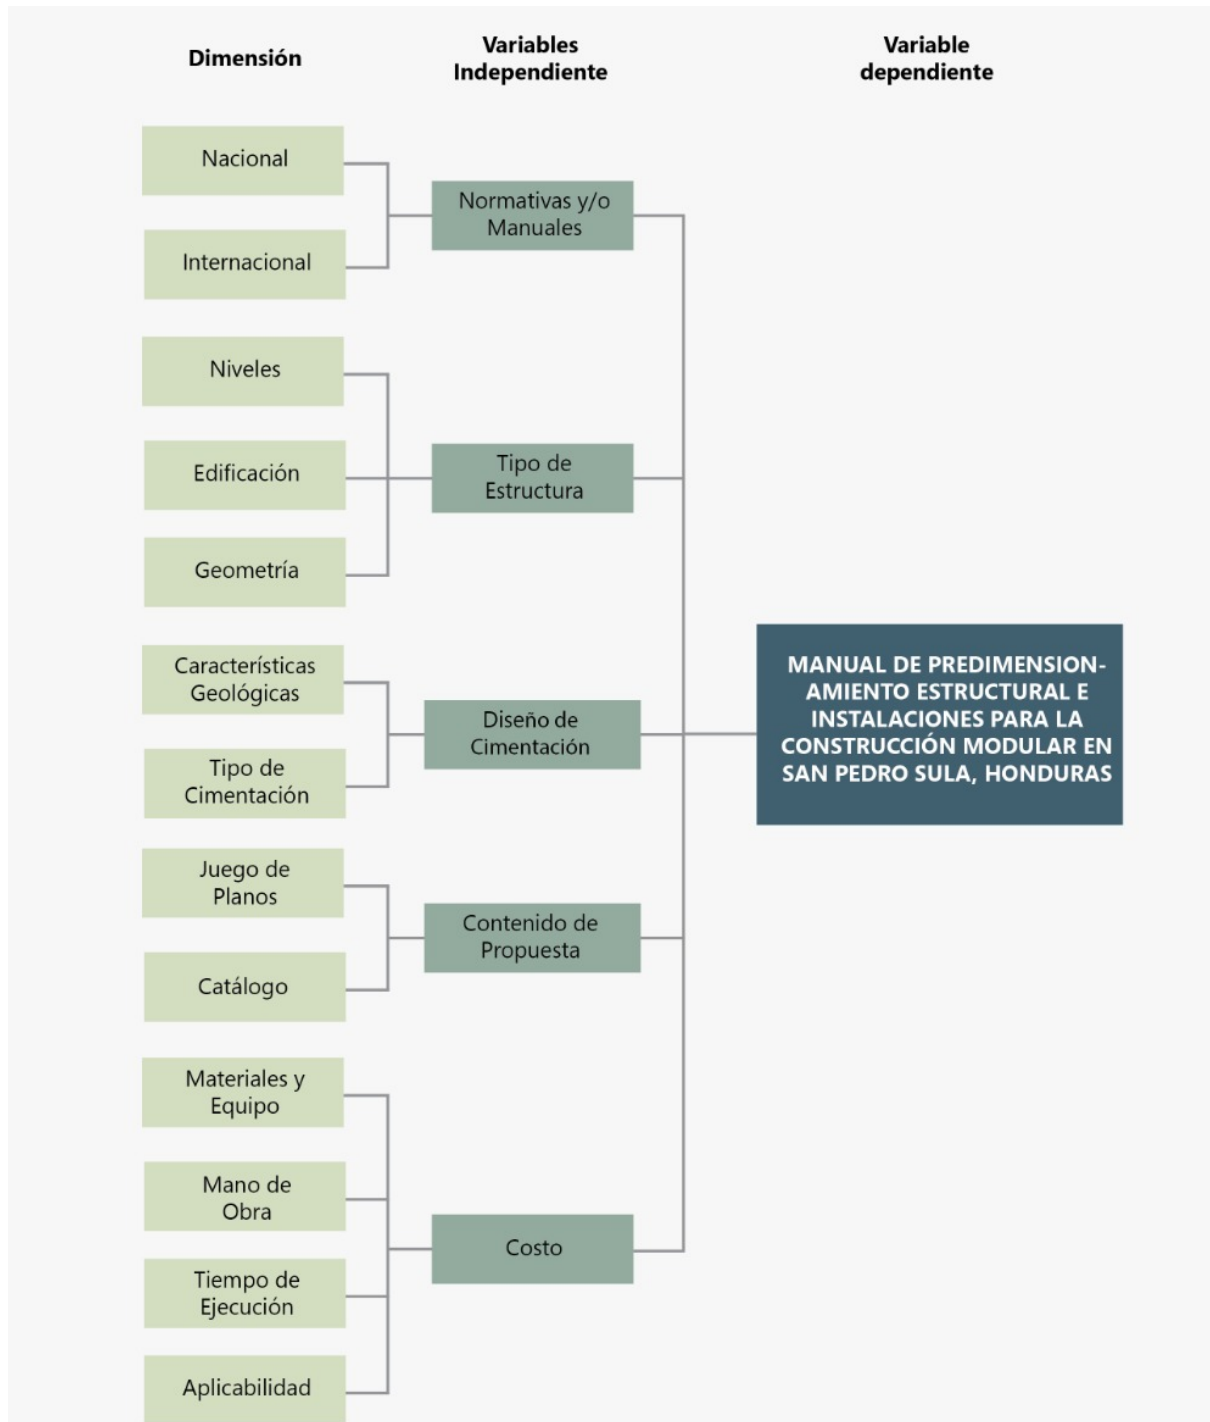 Dimensión
Variables
Independiente
Variable
dependiente
Nacional
Internacional
Normativas y/o
Manuales
Niveles
Edificación
Geometría
Tipo de
Estructura
Características
Geológicas
Tipo de
Cimentación
Diseño de
Cimentación
MANUAL DE PREDIMENSION-
AMIENTO ESTRUCTURAL E
INSTALACIONES PARA LA
CONSTRUCCIÓN MODULAR EN
SAN PEDRO SULA, HONDURAS
Juego de
Planos
Catálogo
Contenido de
Propuesta
Materiales y
Equipo
Mano de
Obra
Tiempo de
Ejecución
Aplicabilidad
Costo